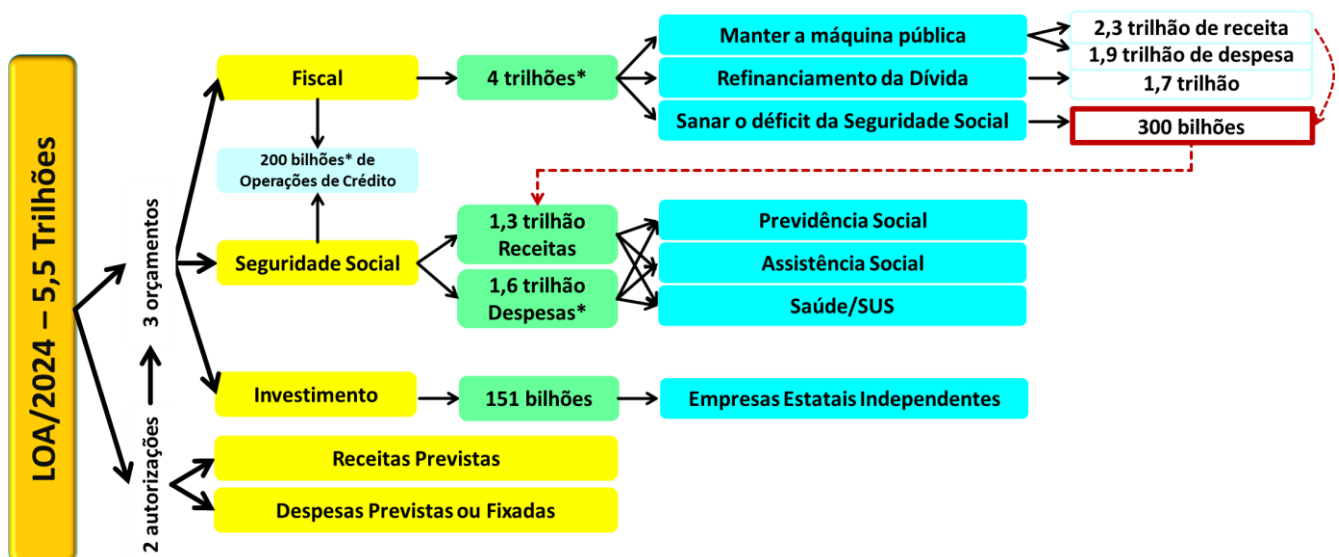 LOA/2024 – 5,5 Trilhões
3 orçamentos
2 autorizações
Fiscal
4 trilhões*
Manter a máquina pública
2,3 trilhão de receita
1,9 trilhão de despesa
Refinanciamento da Dívida
1,7 trilhão
Sanar o déficit da Seguridade Social
300 bilhões
200 bilhões* de
Operações de Crédito
Seguridade Social
1,3 trilhão
Receitas
1,6 trilhão
Despesas*
Previdência Social
Assistência Social
Saúde/SUS
Investimento
151 bilhões
Empresas Estatais Independentes
Receitas Previstas
Despesas Previstas ou Fixadas